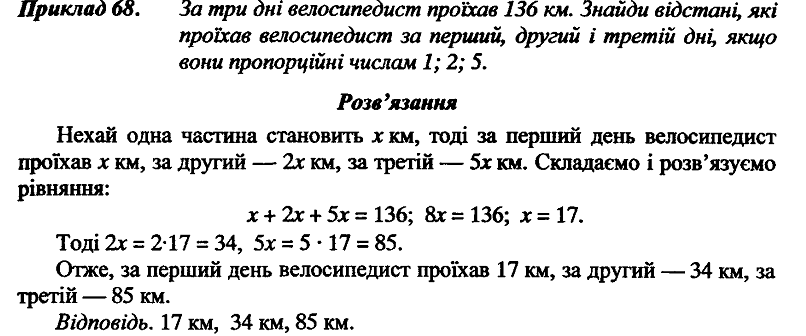 Приклад 68. За три дні велосипедист проїхав 136 км. Знайди відстані, які
проїхав велосипедист за перший, другий і третій дні, якщо
вони пропорційні числам 1; 2; 5.
Розв’язання
Нехай одна частина становить x км, тоді за перший день велосипедист
проїхав x км, за другий — 2x км, за третій — 5x км. Складаємо і розв’язуємо
рівняння:
x + 2x + 5x = 136; 8x = 136; x = 17.
Тоді 2x = 2·17 = 34, 5x = 5 · 17 = 85.
Отже, за перший день велосипедист проїхав 17 км, за другий — 34 км, за
третій — 85 км.
Відповідь. 17 км, 34 км, 85 км.